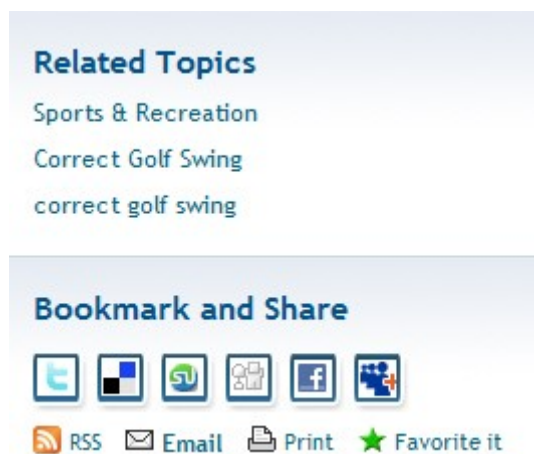 Related Topics
Sports & Recreation
Correct Golf Swing
correct golf swing
Bookmark and Share
RSS Email Print Favorite it